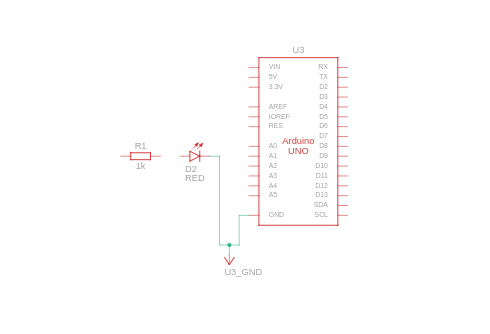 U3
VIN RX
5V TX
3.3V D2
D3
AREF D4
IOREF D5
RES D6
D7
Arduino
UNO
A0 D8
A1 D9
A2 D10
A3 D11
A4 D12
A5 D13
SDA
GND SCL
R1
1k
D2
RED
U3_GND